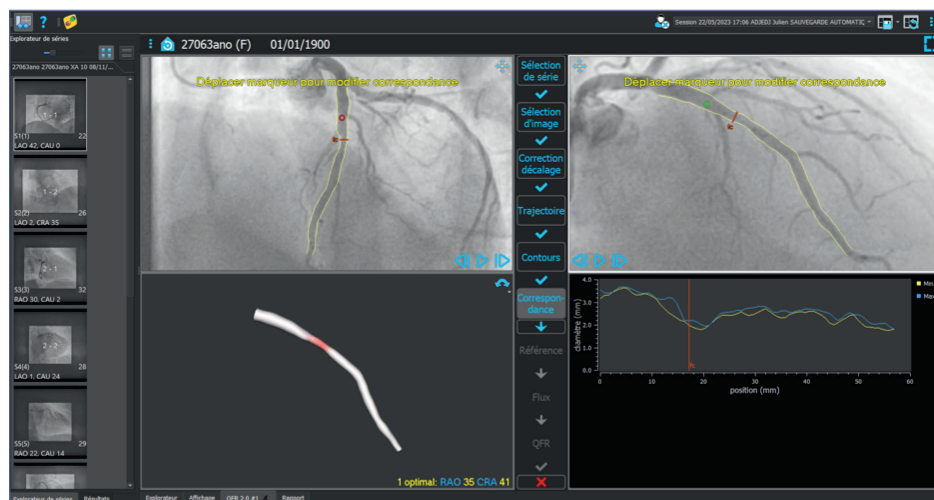 Session 22/05/2023 17:06 ADJEDJ Julien SAUVEGARDE AUTOMATIQ
Explorateur de séries
27063ano 27063ano XA 10 08/11/...
1 - 1
S1(1) 22
LAO 42, CAU 0
1 - 2
S2(2) 26
LAO 2, CRA 35
2 - 1
S3(3) 32
RAO 30, CAU 2
2 - 2
S4(4) 28
LAO 1, CAU 24
S5(5) 29
RAO 22, CAU 14
Explorateur de séries Résultats
27063ano (F) 01/01/1900
Déplacer marqueur pour modifier correspondance
Sélection
de série
Sélection
d'image
Correction
décalage
Trajectoire
Contours
Correspon-
dance
Référence
Flux
QFR
Déplacer marqueur pour modifier correspondance
1 optimal: RAO 35 CRA 41
diamètre (mm)
4.0
3.0
2.0
1.0
0.0
0 10 20 30 40 50 60
position (mm)
Min.
Max
Explorateur Affichage QFR 2.0 #1 Rapport